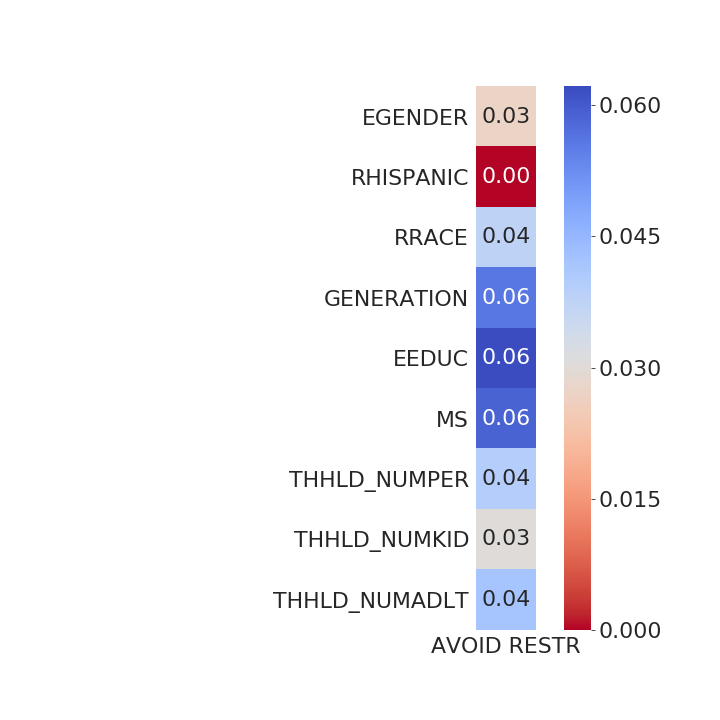 EGENDER 0.03
RHISPANIC 0.00
RRACE 0.04
GENERATION 0.06
EEDUC 0.06
MS 0.06
THHLD_NUMPER 0.04
THHLD_NUMKID 0.03
THHLD_NUMADLT 0.04
AVOID RESTR
0.060
0.045
0.030
0.015
0.000